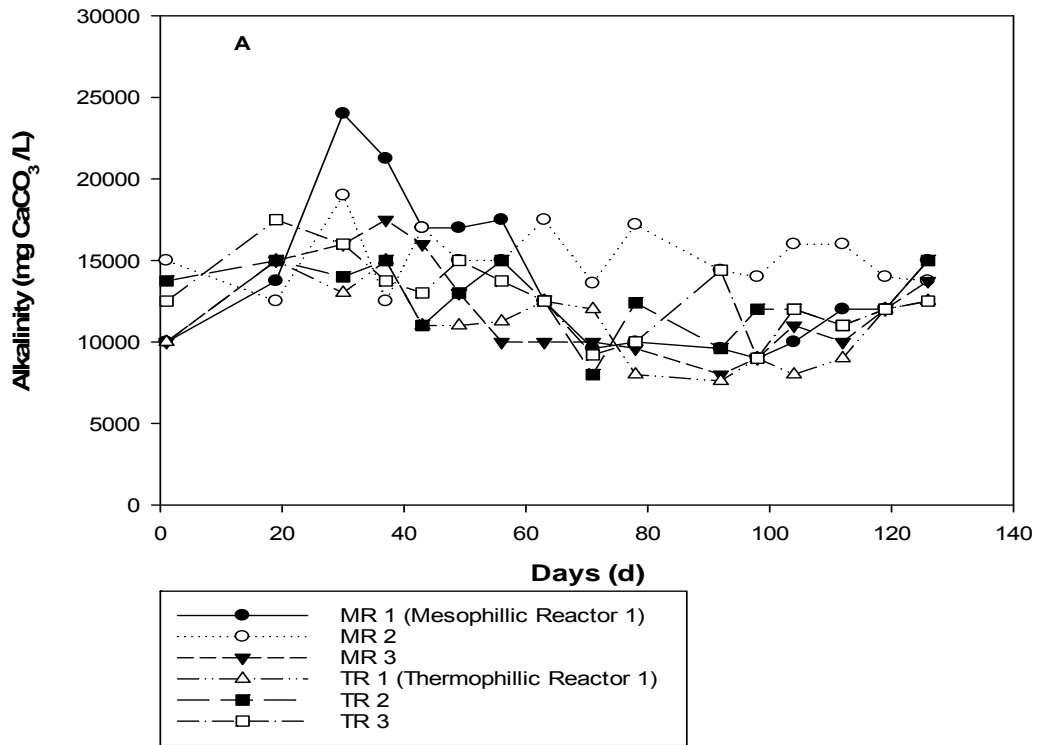 A
30000
25000
20000
15000
10000
5000
0
Alkalinity (mg CaCO3 /L)
0 20 40 60 80 100 120 140
Days (d)
MR 1 (Mesophillic Reactor 1)
MR 2
MR 3
TR 1 (Thermophillic Reactor 1)
TR 2
TR 3